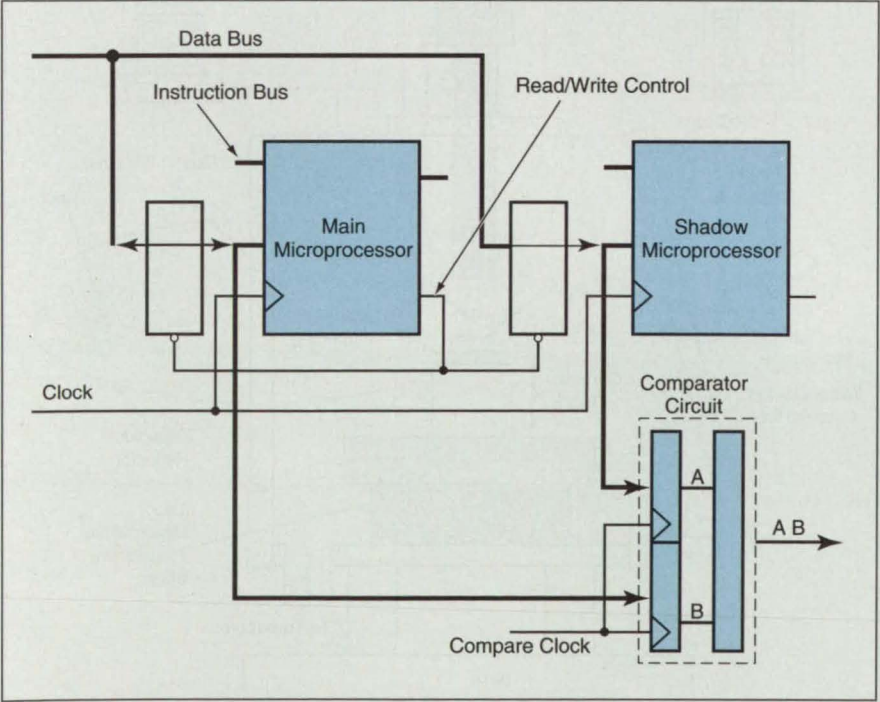 Data Bus
Instruction Bus
Read/Write Control
Main
Microprocessor
Shadow
Microprocessor
Clock
Comparator
Circuit
A
A B
B
Compare Clock